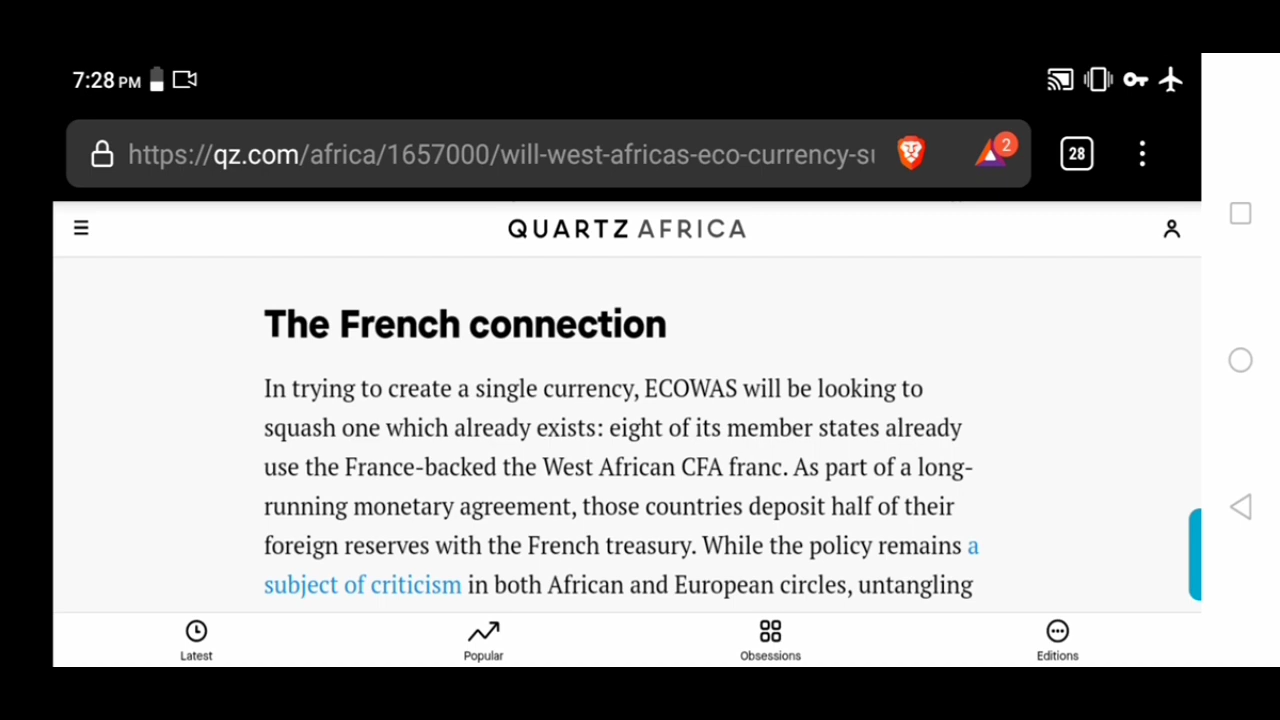 7:28 PM
https://qz.com/africa/1657000/will-west-africas-eco-currency-su
2
28
QUARTZ AFRICA
The French connection
In trying to create a single currency, ECOWAS will be looking to
squash one which already exists: eight of its member states already
use the France-backed the West African CFA franc. As part of a long-
running monetary agreement, those countries deposit half of their
foreign reserves with the French treasury. While the policy remains a
subject of criticism in both African and European circles, untangling
Latest
Popular
Obsessions
Editions